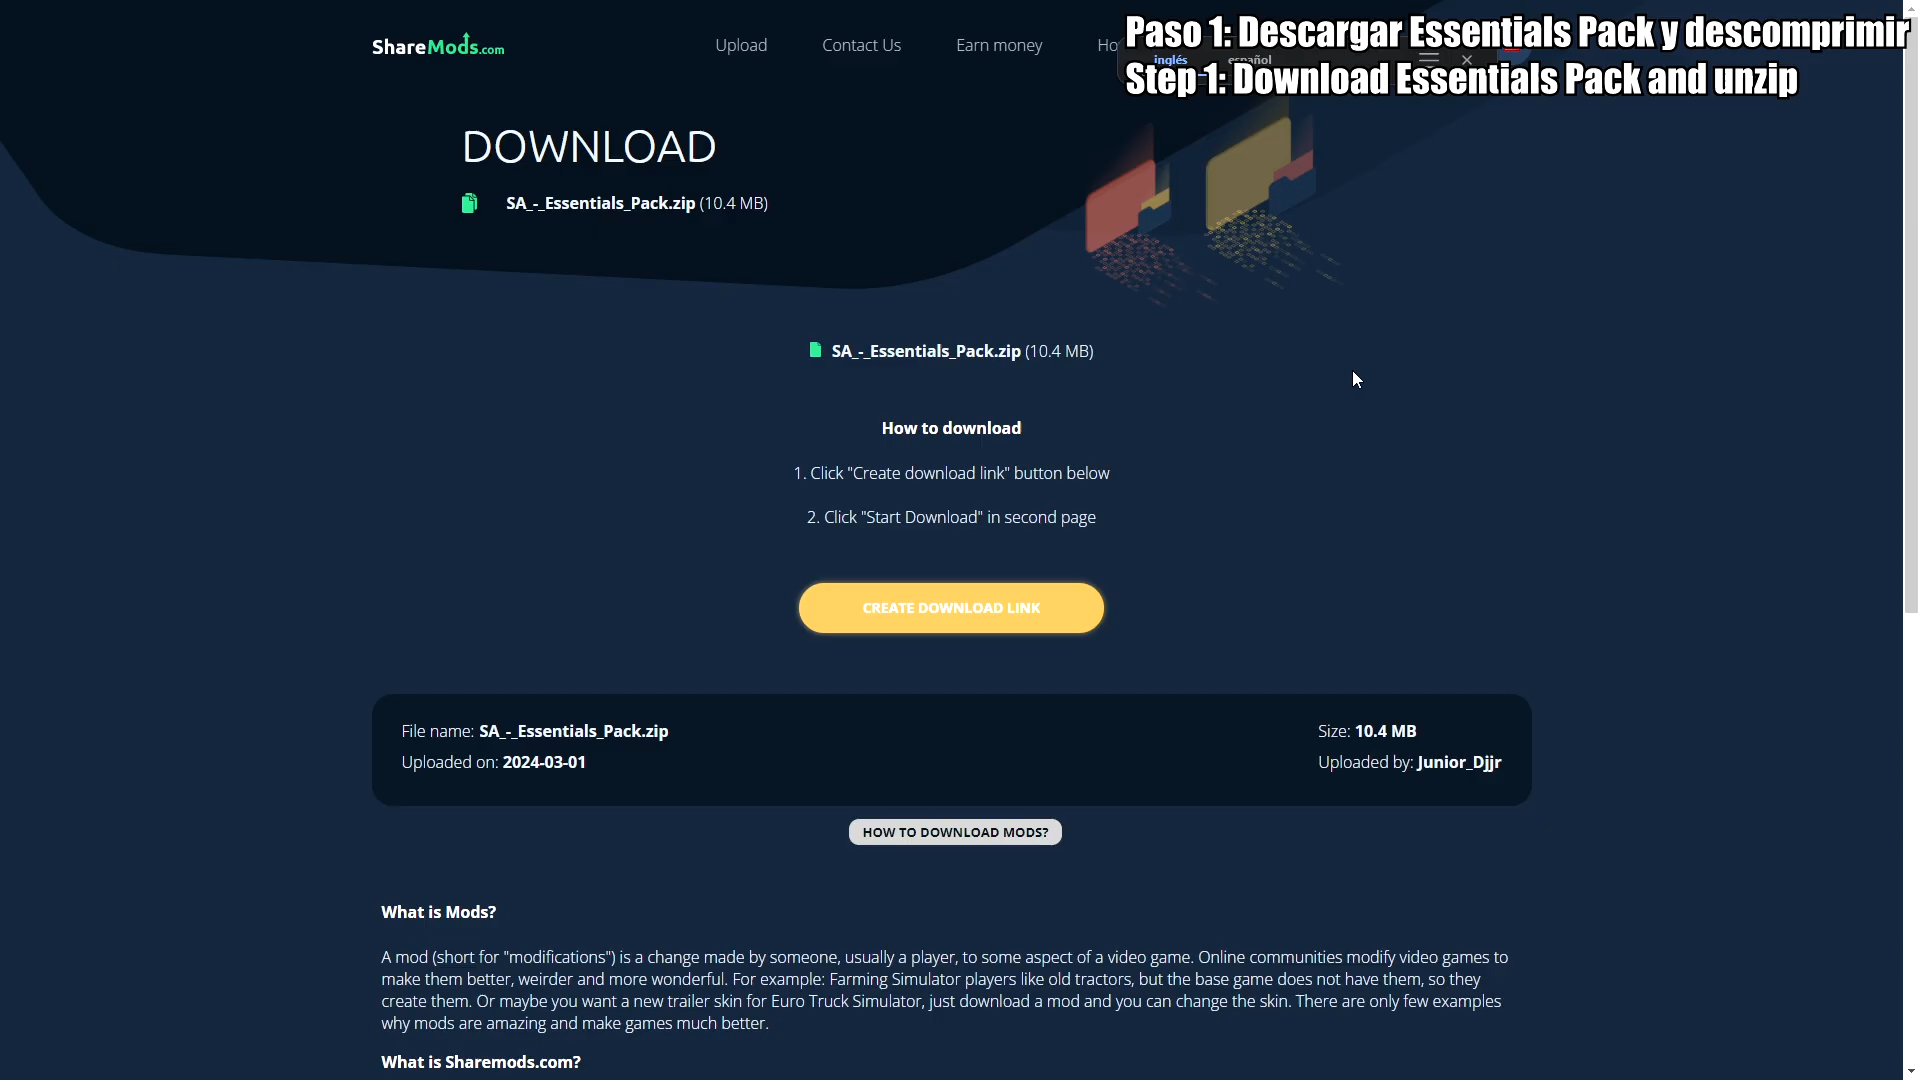 ShareMods.com
Upload
Contact Us
Earn money
Paso 1: Descargar Essentials Pack y descomprimir
inglés
español
Step 1: Download Essentials Pack and unzip
DOWNLOAD
SA_-_Essentials_Pack.zip (10.4 MB)
SA_-_Essentials_Pack.zip (10.4 MB)
How to download
1. Click "Create download link" button below
2. Click "Start Download" in second page
CREATE DOWNLOAD LINK
File name: SA_-_Essentials_Pack.zip
Size: 10.4 MB
Uploaded on: 2024-03-01
Uploaded by: Junior_Djjr
HOW TO DOWNLOAD MODS?
What is Mods?
A mod (short for "modifications") is a change made by someone, usually a player, to some aspect of a video game. Online communities modify video games to
make them better, weirder and more wonderful. For example: Farming Simulator players like old tractors, but the base game does not have them, so they
create them. Or maybe you want a new trailer skin for Euro Truck Simulator, just download a mod and you can change the skin. There are only few examples
why mods are amazing and make games much better.
What is Sharemods.com?